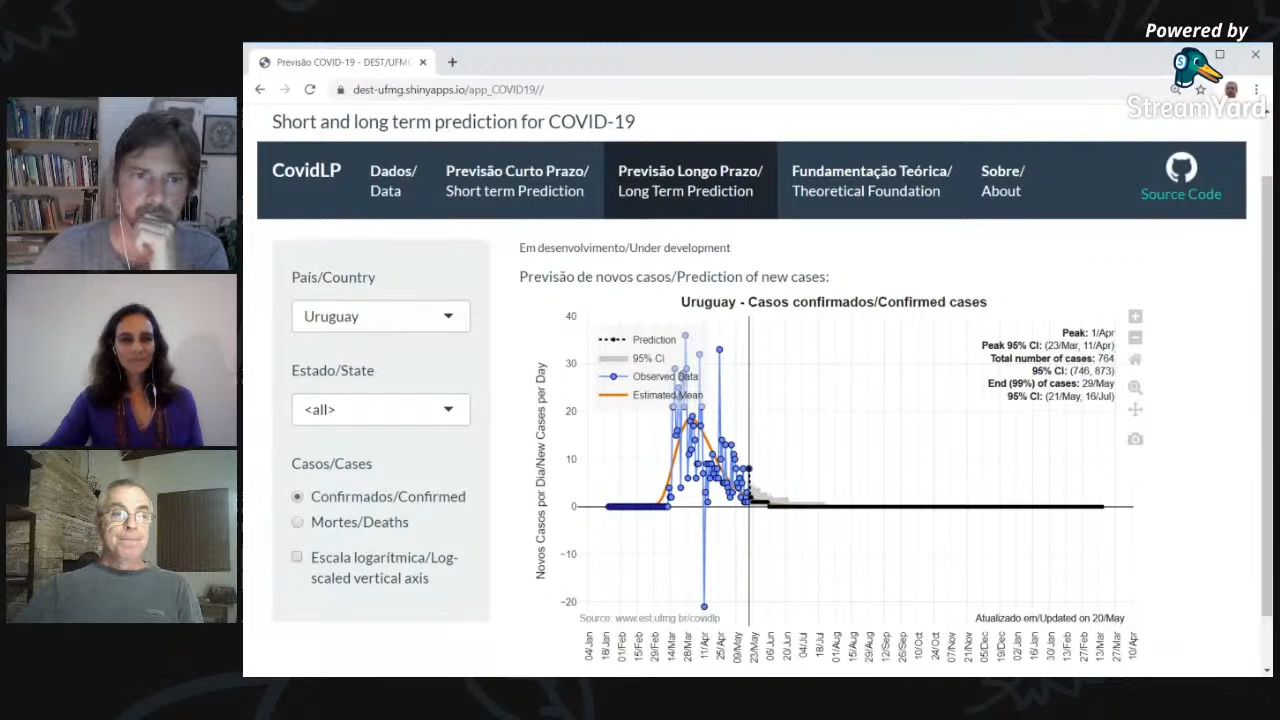 Powered by
StreamYard
Previsão COVID-19 - DEST/UFMG
dest-ufmg.shinyapps.io/app_COVID19//
Short and long term prediction for COVID-19
CovidLP
Dados/
Data
Previsão Curto Prazo/
Short term Prediction
Previsão Longo Prazo/
Long Term Prediction
Fundamentação Teórica/
Theoretical Foundation
Sobre/
About
Source Code
País/Country
Uruguay
Estado/State
<all>
Casos/Cases
Confirmados/Confirmed
Mortes/Deaths
Escala logarítmica/Log-
scaled vertical axis
Em desenvolvimento/Under development
Previsão de novos casos/Prediction of new cases:
Uruguay - Casos confirmados/Confirmed cases
Prediction
95% CI
Observed Data
Estimated Mean
Peak: 1/Apr
Peak 95% CI: (23/Mar, 11/Apr)
Total number of cases: 764
95% CI: (746, 873)
End (99%) of cases: 29/May
95% CI: (21/May, 16/Jul)
Novos Casos por Dia/New Cases per Day
40
30
20
10
0
−10
−20
Source: www.est.ufmg.br/covidlp
Atualizado em/Updated on 20/May
04/Jan
18/Jan
01/Feb
15/Feb
29/Feb
14/Mar
28/Mar
11/Apr
25/Apr
09/May
23/May
06/Jun
20/Jun
04/Jul
18/Jul
01/Aug
15/Aug
29/Aug
12/Sep
26/Sep
10/Oct
24/Oct
07/Nov
21/Nov
05/Dec
19/Dec
02/Jan
16/Jan
30/Jan
13/Feb
27/Feb
13/Mar
27/Mar
10/Apr